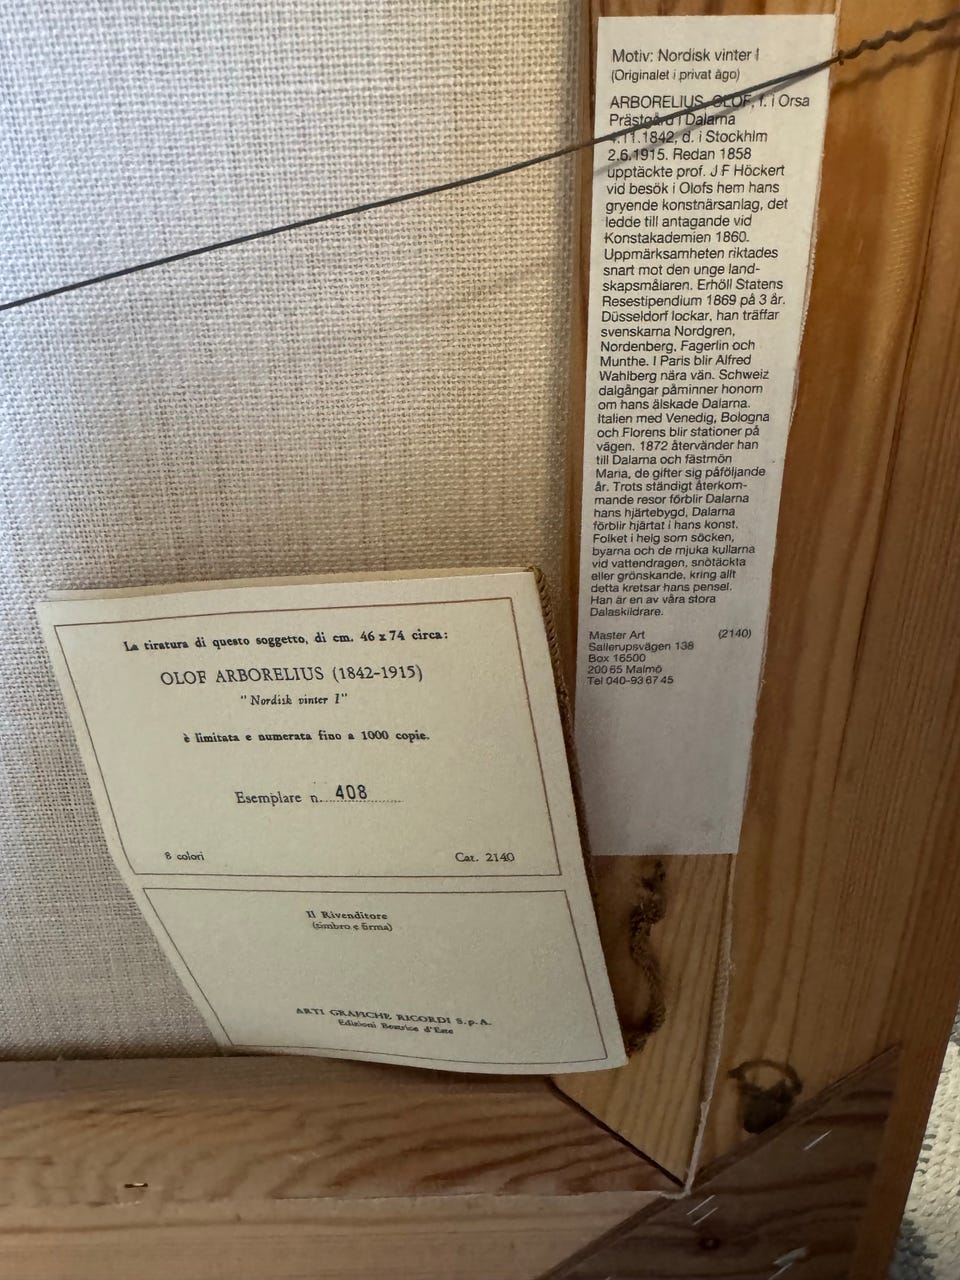 Motiv: Nordisk vinter I
(Originalet i privat ägo)
ARBORELIUS, OLOF, f. i Orsa
Prästgård i Dalarna
4.11.1842, d. i Stockhlm
2.6.1915. Redan 1858
upptäckte prof. J F Höckert
vid besök i Olofs hem hans
gryende konstnärsanlag, det
ledde till antagande vid
Konstakademien 1860.
Uppmärksamheten riktades
snart mot den unge land-
skapsmålaren. Erhöll Statens
Resestipendium 1869 på 3 år.
Düsseldorf lockar, han träffar
svenskarna Nordgren,
Nordenberg, Fagerlin och
Munthe. I Paris blir Alfred
Wahlberg nära vän. Schweiz
dalgångar påminner honom
om hans älskade Dalarna.
Italien med Venedig, Bologna
och Florens blir stationer på
vägen. 1872 återvänder han
till Dalarna och fästmön
Maria, de gifter sig påföljande
år. Trots ständigt återkom-
mande resor förblir Dalarna
hans hjärtebygd, Dalarna
förblir hjärtat i hans konst.
Folket i helg som söcken,
byarna och de mjuka kullarna
vid vattendragen, snötäckta
eller grönskande, kring allt
detta kretsar hans pensel.
Han är en av våra stora
Dalaskildrare.
Master Art (2140)
Sallerupsvägen 138
Box 16500
200 65 Malmö
Tel 040-93 67 45
La tiratura di questo soggetto, di cm. 46 x 74 circa:
OLOF ARBORELIUS (1842-1915)
"Nordisk vinter I"
è limitata e numerata fino a 1000 copie.
Esemplare n. 408
8 colori Cat. 2140
Il Rivenditore
(timbro e firma)
ARTI GRAFICHE RICORDI S.p.A.
Edizioni Beatrice d'Este